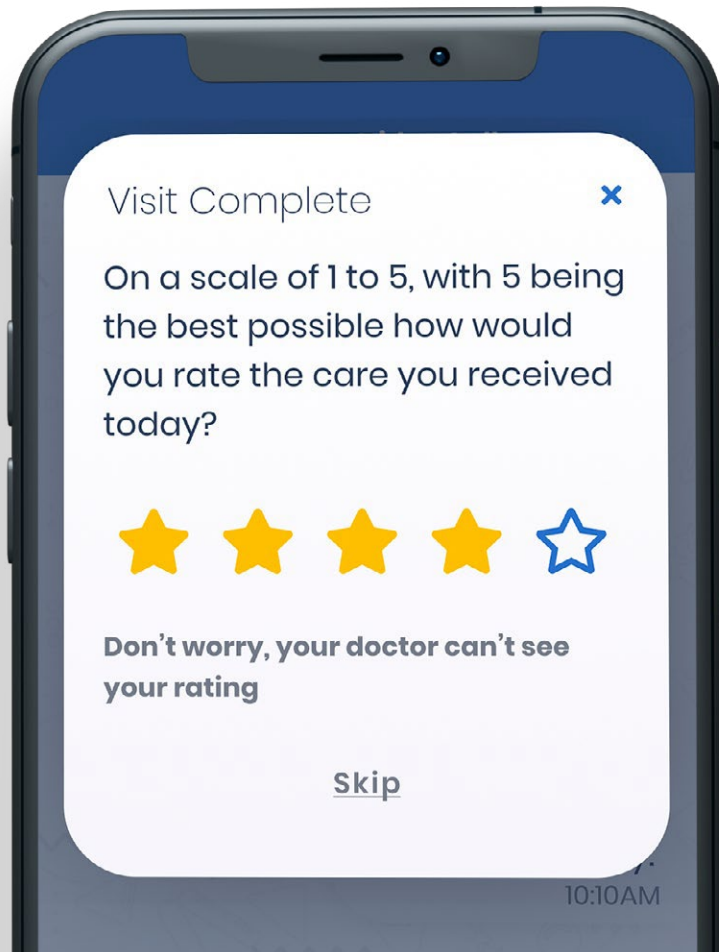 Visit Complete
On a scale of 1 to 5, with 5 being
the best possible how would
you rate the care you received
today?
Don't worry, your doctor can't see
your rating
Skip
10:10AM